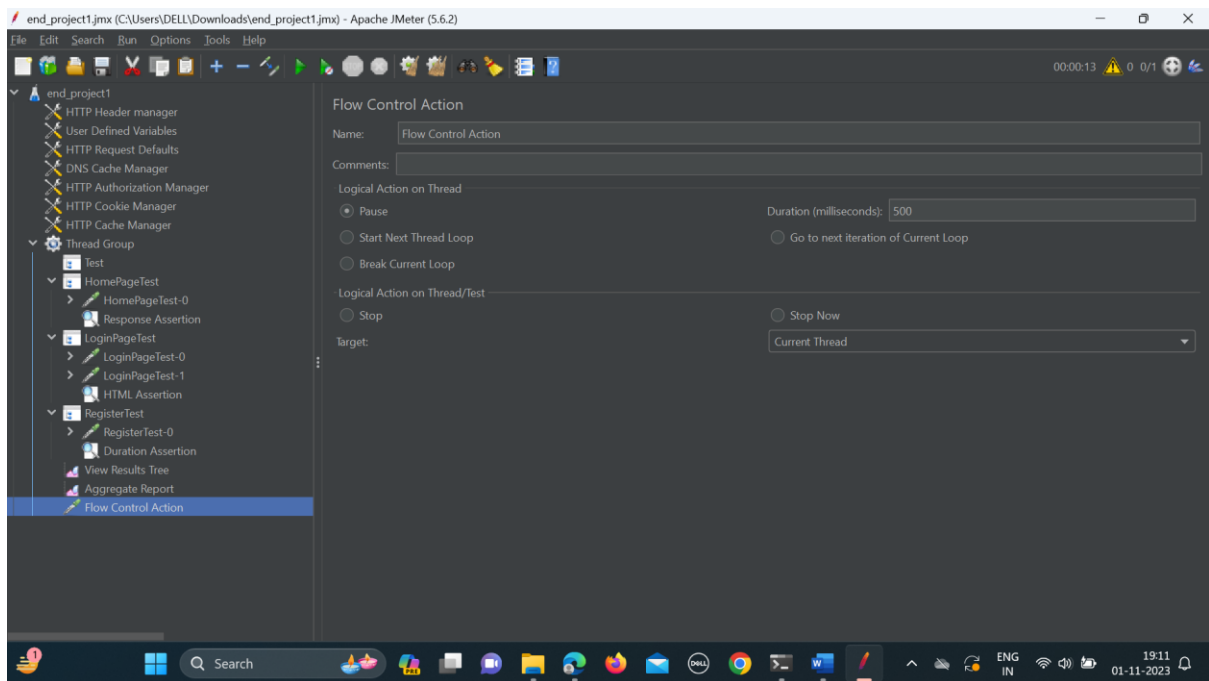 end_project1.jmx (C:\Users\DELL\Downloads\end_project1.jmx) - Apache JMeter (5.6.2)
File Edit Search Run Options Tools Help
00:00:13 0 0/1
end_project1
HTTP Header manager
User Defined Variables
HTTP Request Defaults
DNS Cache Manager
HTTP Authorization Manager
HTTP Cookie Manager
HTTP Cache Manager
Thread Group
Test
HomePageTest
HomePageTest-0
Response Assertion
LoginPageTest
LoginPageTest-0
LoginPageTest-1
HTML Assertion
RegisterTest
RegisterTest-0
Duration Assertion
View Results Tree
Aggregate Report
Flow Control Action
Flow Control Action
Name: Flow Control Action
Comments:
Logical Action on Thread
Pause Duration (milliseconds): 500
Start Next Thread Loop Go to next iteration of Current Loop
Break Current Loop
Logical Action on Thread/Test
Stop Stop Now
Target: Current Thread
1
Search
PRE
DELL
ENG
IN
19:11
01-11-2023